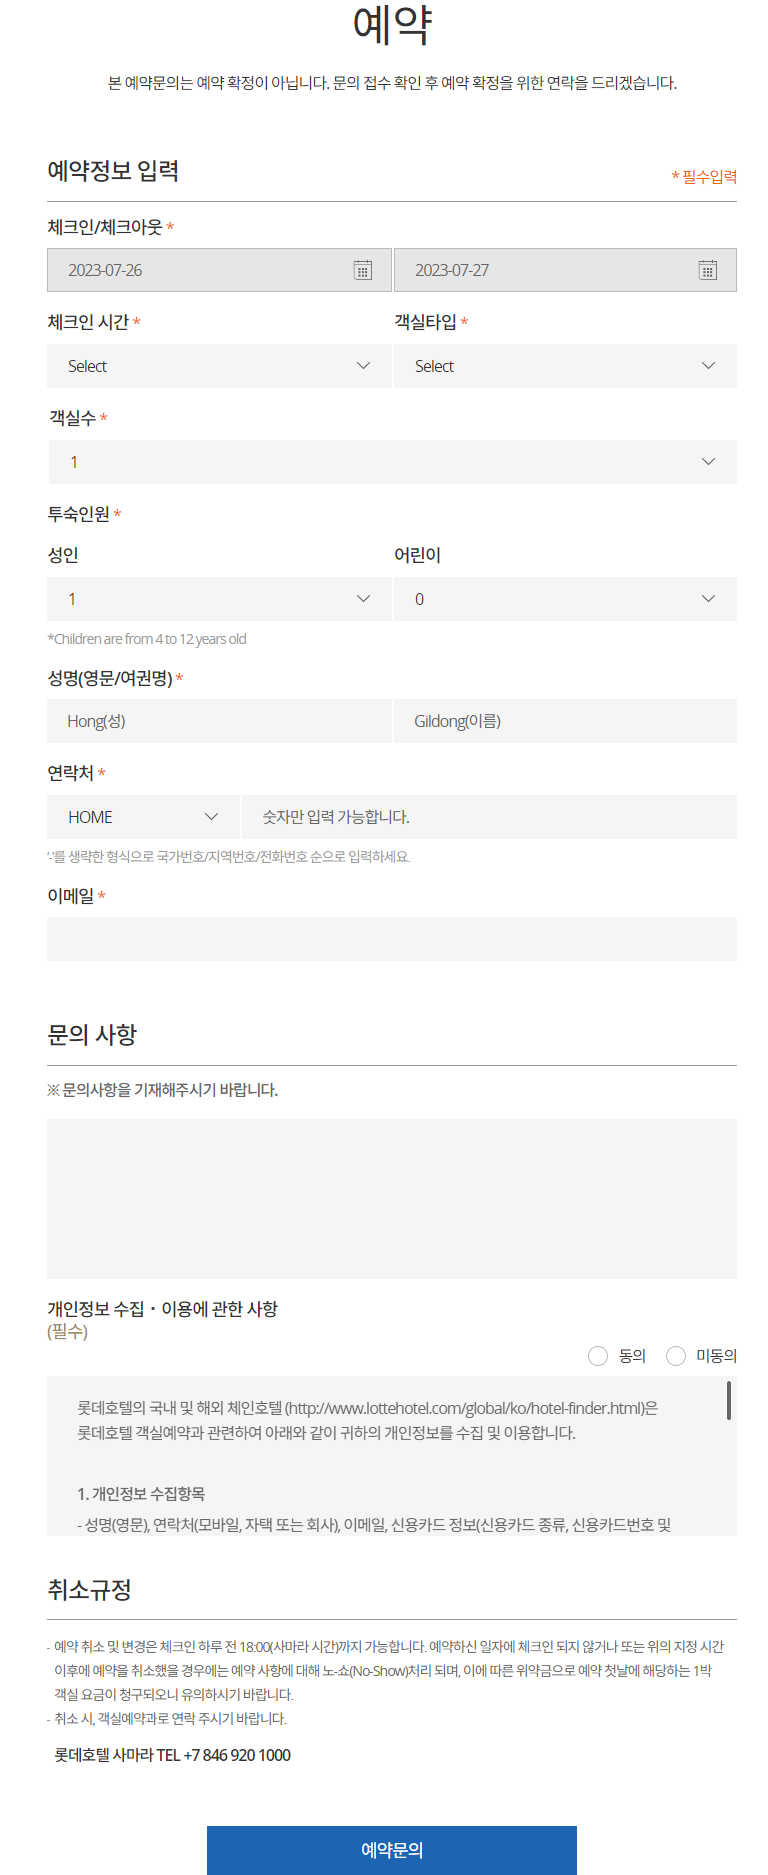 예약
본 예약문의는 예약 확정이 아닙니다. 문의 접수 확인 후 예약 확정을 위한 연락을 드리겠습니다.
예약정보 입력
* 필수입력
체크인/체크아웃 *
2023-07-26 2023-07-27
체크인 시간 * 객실타입 *
Select Select
객실수 *
1
투숙인원 *
성인 어린이
1 0
*Children are from 4 to 12 years old
성명(영문/여권명) *
Hong(성) Gildong(이름)
연락처 *
HOME 숫자만 입력 가능합니다.
'-'를 생략한 형식으로 국가번호/지역번호/전화번호 순으로 입력하세요.
이메일 *
문의 사항
※ 문의사항을 기재해주시기 바랍니다.
개인정보 수집・이용에 관한 사항
(필수)
동의 미동의
롯데호텔의 국내 및 해외 체인호텔 (http://www.lottehotel.com/global/ko/hotel-finder.html)은
롯데호텔 객실예약과 관련하여 아래와 같이 귀하의 개인정보를 수집 및 이용합니다.
1. 개인정보 수집항목
- 성명(영문), 연락처(모바일, 자택 또는 회사), 이메일, 신용카드 정보(신용카드 종류, 신용카드번호 및
취소규정
- 예약 취소 및 변경은 체크인 하루 전 18:00(사마라 시간)까지 가능합니다. 예약하신 일자에 체크인 되지 않거나 또는 위의 지정 시간
이후에 예약을 취소했을 경우에는 예약 사항에 대해 노-쇼(No-Show)처리 되며, 이에 따른 위약금으로 예약 첫날에 해당하는 1박
객실 요금이 청구되오니 유의하시기 바랍니다.
- 취소 시, 객실예약과로 연락 주시기 바랍니다.
롯데호텔 사마라 TEL +7 846 920 1000
예약문의